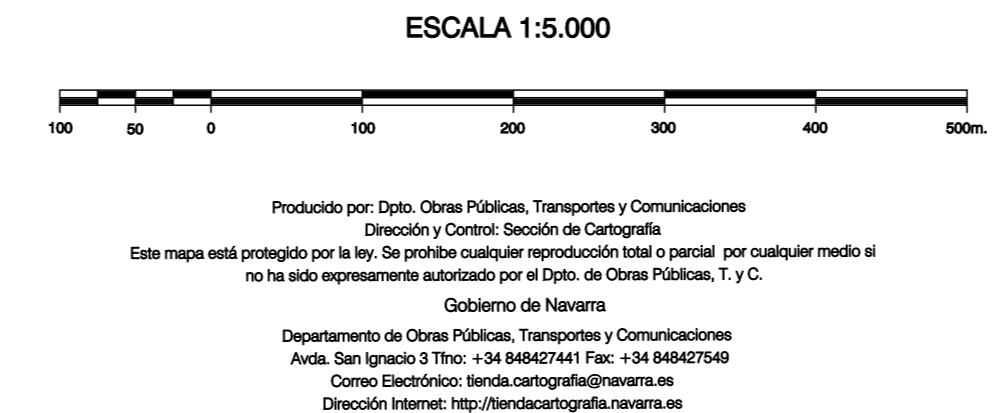 ESCALA 1:5.000
100 50 0 100 200 300 400 500m.
Producido por: Dpto. Obras Públicas, Transportes y Comunicaciones
Dirección y Control: Sección de Cartografía
Este mapa está protegido por la ley. Se prohibe cualquier reproducción total o parcial por cualquier medio si
no ha sido expresamente autorizado por el Dpto. de Obras Públicas, T. y C.
Gobierno de Navarra
Departamento de Obras Públicas, Transportes y Comunicaciones
Avda. San Ignacio 3 Tfno: +34 848427441 Fax: +34 848427549
Correo Electrónico: tienda.cartografia@navarra.es
Dirección Internet: http://tiendacartografia.navarra.es